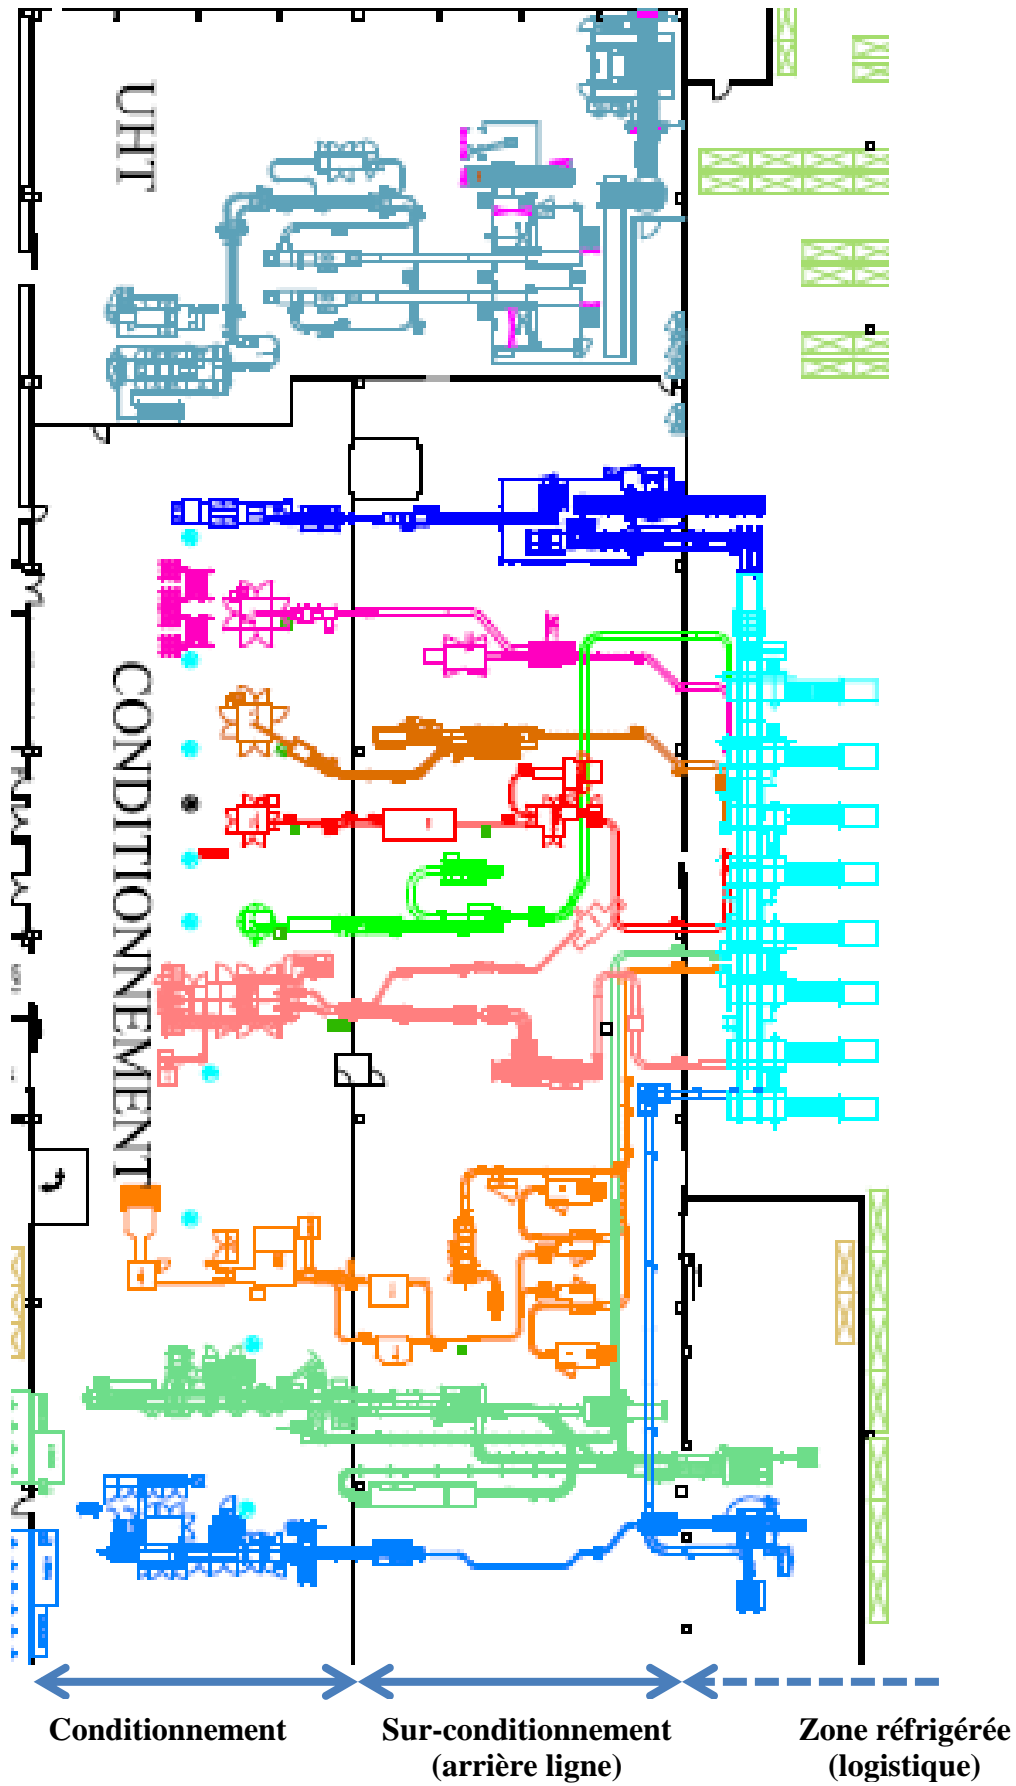 UHT
CONDITIONNEMENT
Conditionnement
Sur-conditionnement
(arrière ligne)
Zone réfrigérée
(logistique)